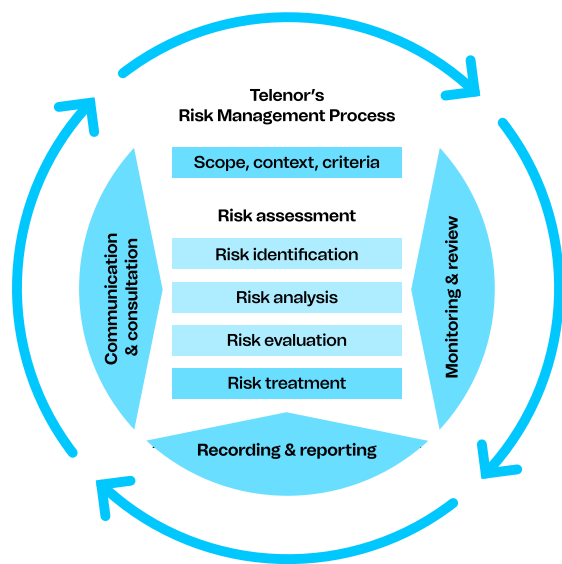 Telenor’s
Risk Management Process
Scope, context, criteria
Risk assessment
Risk identification
Risk analysis
Risk evaluation
Risk treatment
Communication
& consultation
Monitoring & review
Recording & reporting